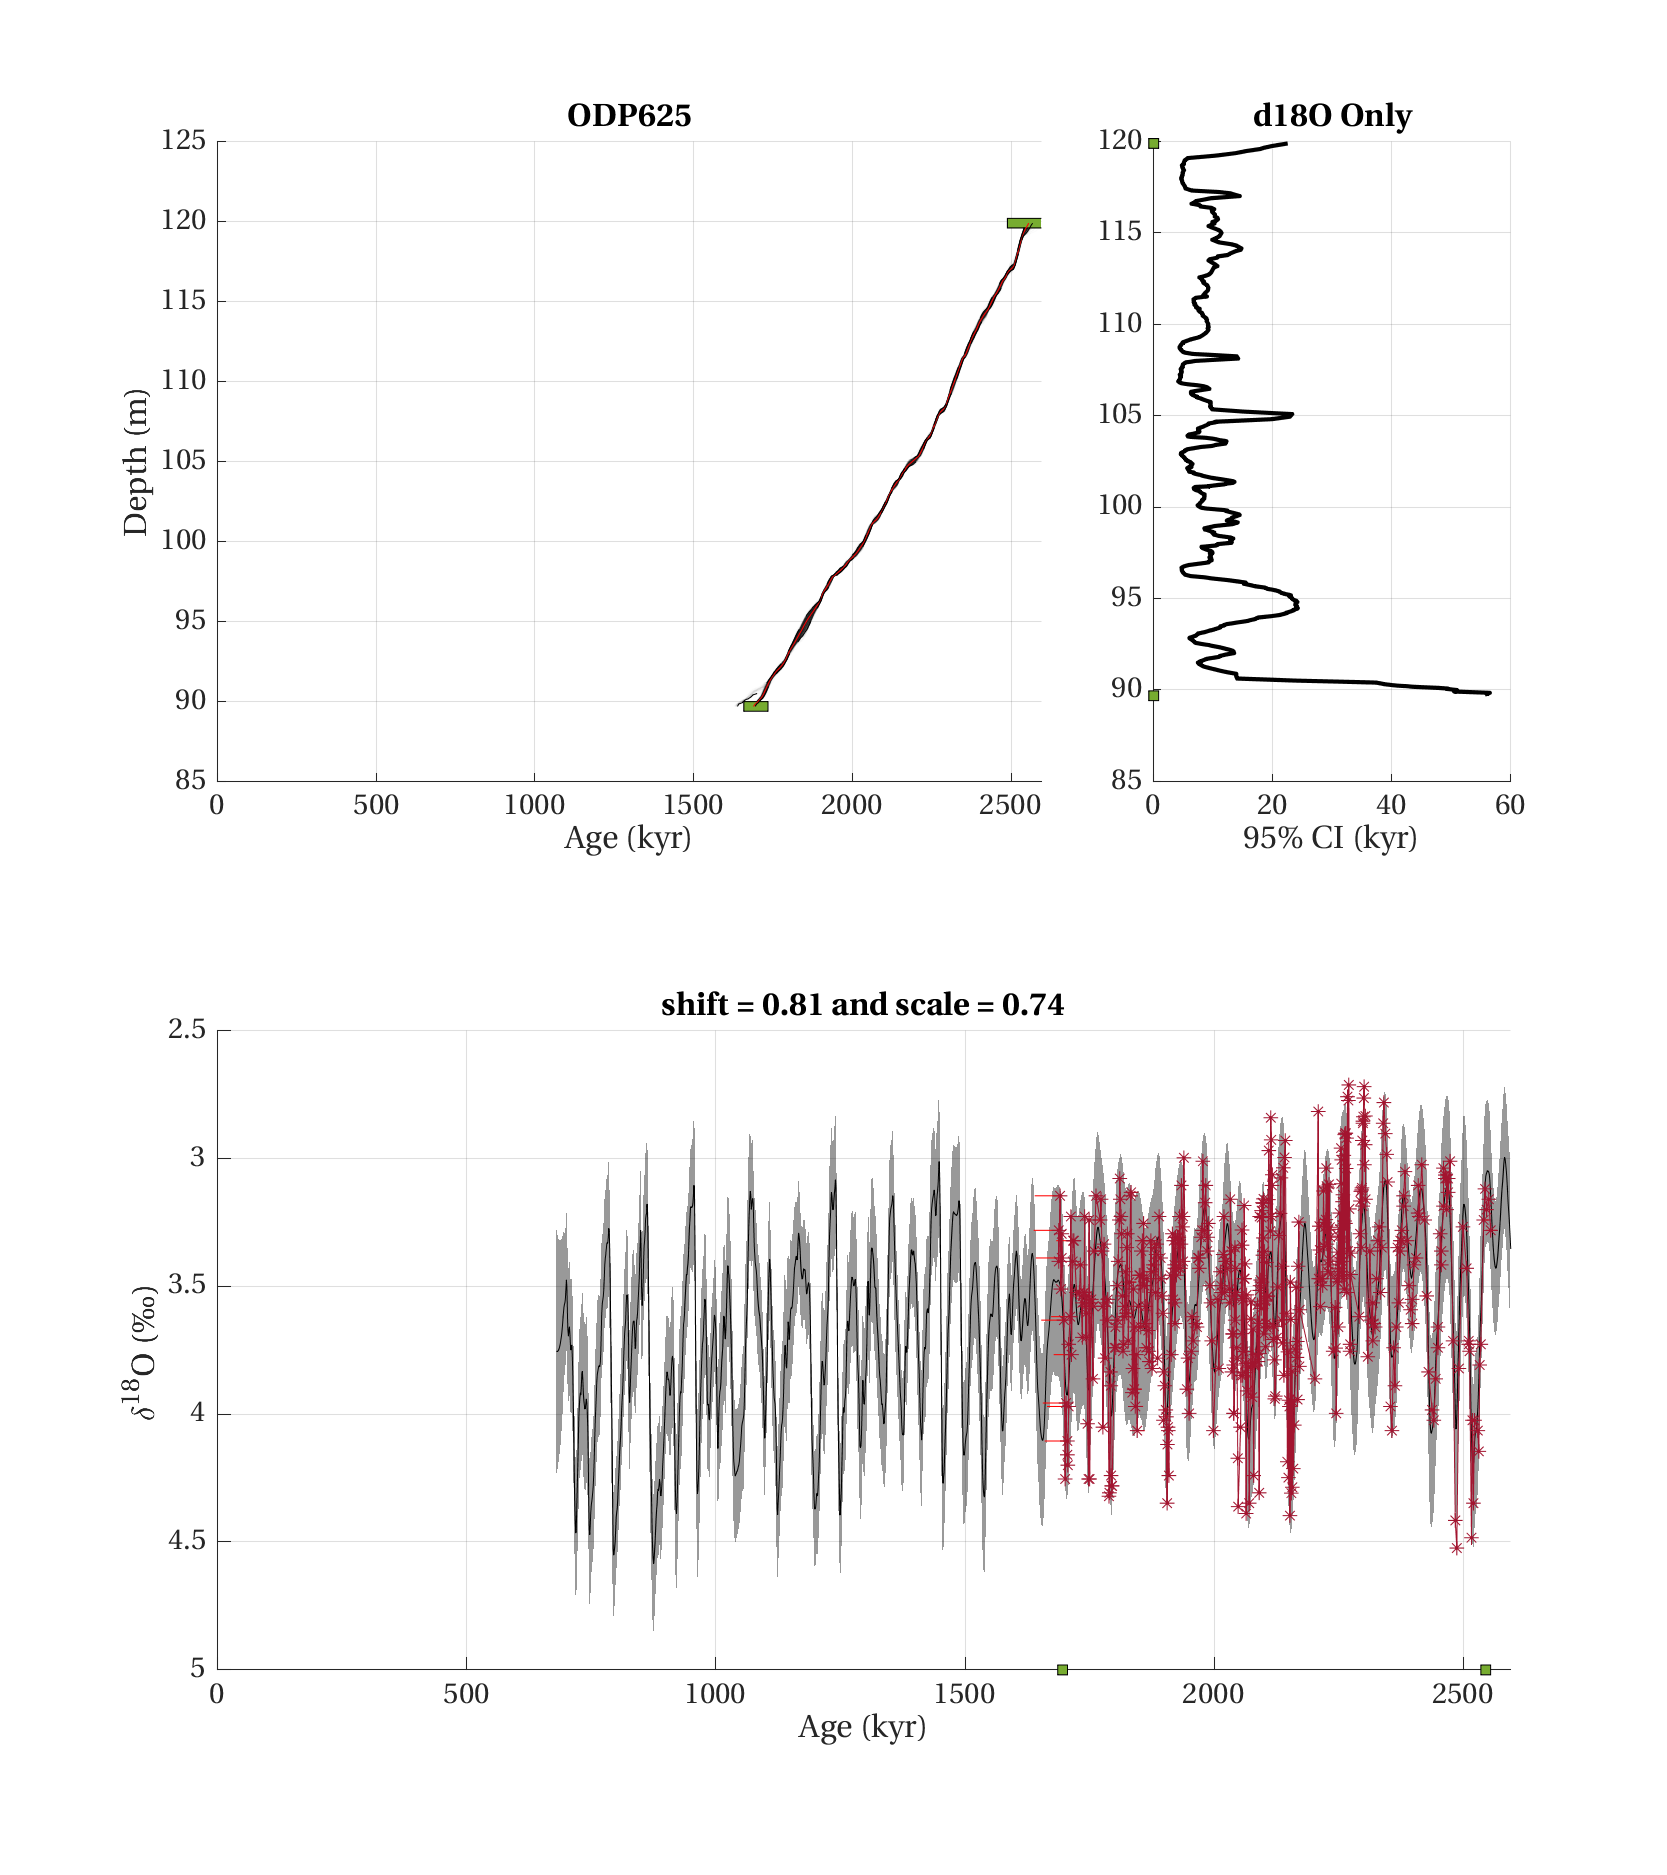 ODP625
125
120
115
110
105
100
95
90
85
Depth (m)
0 500 1000 1500 2000 2500
Age (kyr)
d18O Only
120
115
110
105
100
95
90
85
0 20 40 60
95% CI (kyr)
shift = 0.81 and scale = 0.74
2.5
3
3.5
4
4.5
5
δ¹⁸O (‰)
0 500 1000 1500 2000 2500
Age (kyr)